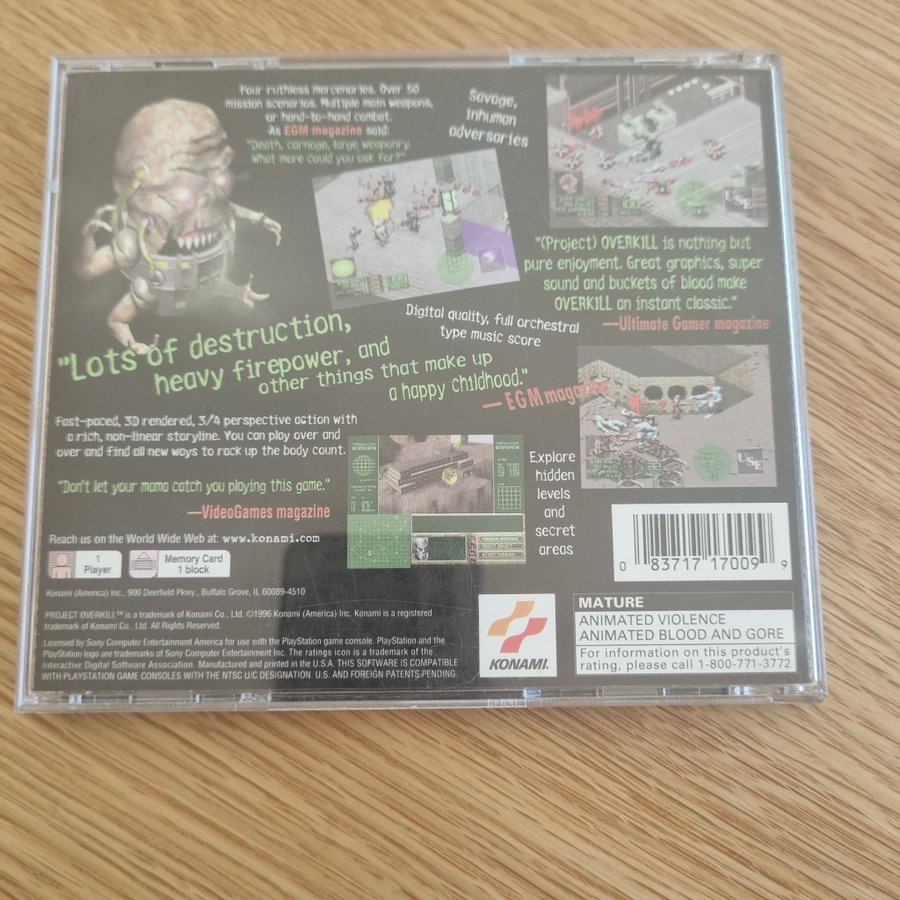 Four ruthless mercenaries. Over 50
mission scenarios. Multiple main weapons,
or hand-to-hand combat.
As EGM magazine said:
"Death, carnage, large weaponry.
What more could you ask for?"
Savage,
inhuman
adversaries
"(Project) OVERKILL is nothing but
pure enjoyment. Great graphics, super
sound and buckets of blood make
OVERKILL an instant classic."
—Ultimate Gamer magazine
Digital quality, full orchestral
type music score
"Lots of destruction,
heavy firepower, and
other things that make up
a happy childhood."
— EGM magazine
Fast-paced, 3D rendered, 3/4 perspective action with
a rich, non-linear storyline. You can play over and
over and find all new ways to rack up the body count.
"Don't let your mama catch you playing this game."
—VideoGames magazine
Explore
hidden
levels
and
secret
areas
USE
USE
Reach us on the World Wide Web at: www.konami.com
1
Player
Memory Card
1 block
0 83717 17009 9
Konami (America) Inc., 900 Deerfield Pkwy., Buffalo Grove, IL 60089-4510
PROJECT OVERKILL™ is a trademark of Konami Co., Ltd. ©1996 Konami (America) Inc. Konami is a registered
trademark of Konami Co., Ltd. All Rights Reserved.
Licensed by Sony Computer Entertainment America for use with the PlayStation game console. PlayStation and the
PlayStation logo are trademarks of Sony Computer Entertainment Inc. The ratings icon is a trademark of the
Interactive Digital Software Association. Manufactured and printed in the U.S.A. THIS SOFTWARE IS COMPATIBLE
WITH PLAYSTATION GAME CONSOLES WITH THE NTSC U/C DESIGNATION. U.S. AND FOREIGN PATENTS PENDING.
KONAMI
MATURE
ANIMATED VIOLENCE
ANIMATED BLOOD AND GORE
For information on this product's
rating, please call 1-800-771-3772